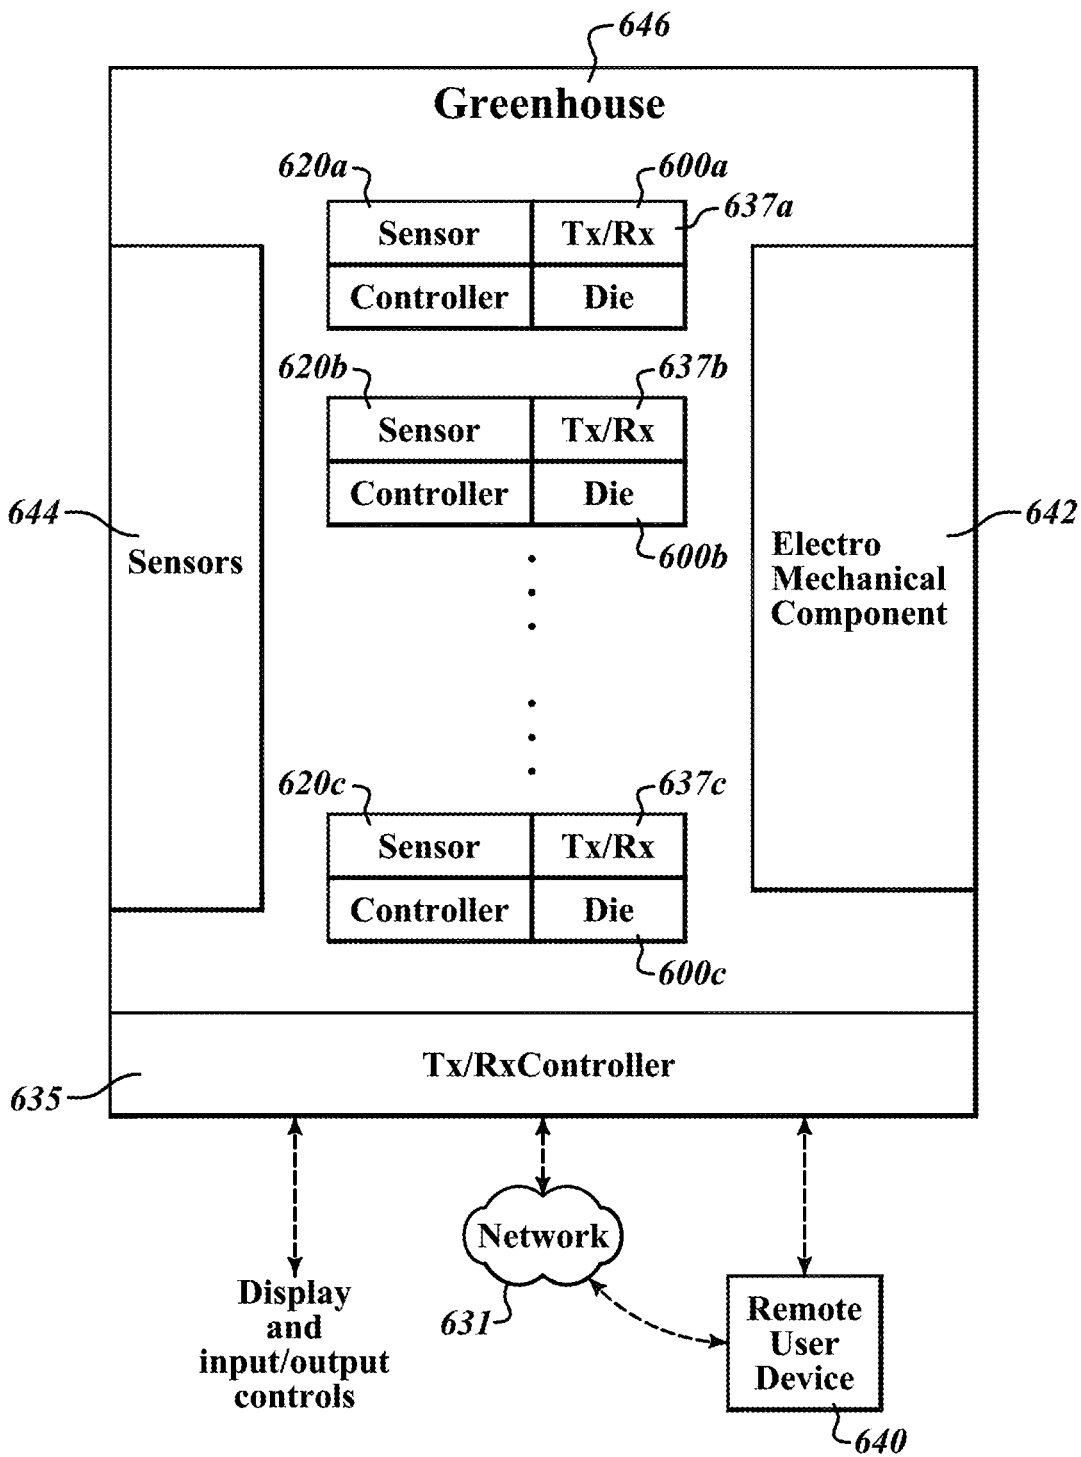 646
Greenhouse
620a
600a
637a
Sensor
Tx/Rx
Controller
Die
620b
637b
Sensor
Tx/Rx
Controller
Die
600b
644
Sensors
642
Electro
Mechanical
Component
620c
637c
Sensor
Tx/Rx
Controller
Die
600c
Tx/RxController
635
Network
631
Display
and
input/output
controls
Remote
User
Device
640